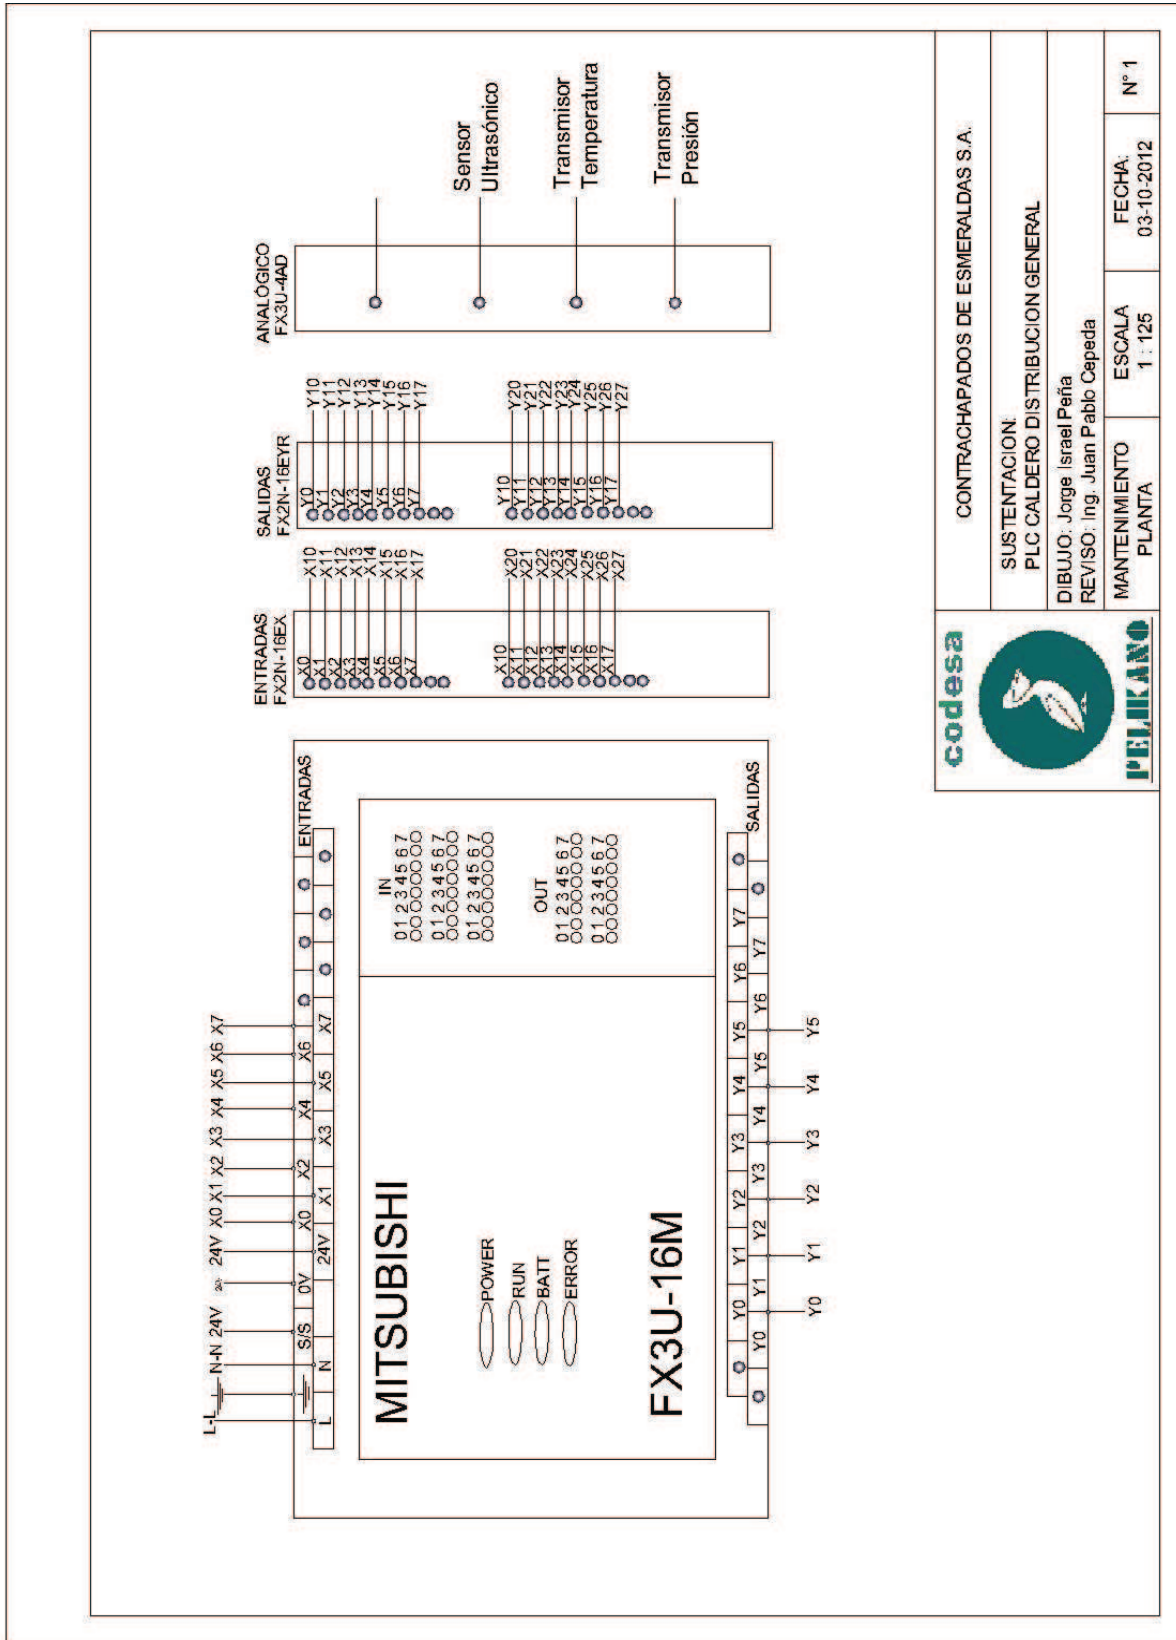 L-L
N-N
24V
24V
X0
X1
X2
X3
X4
X5
X6
X7
L
N
S/S
0V
24V
X0
X1
X2
X3
X4
X5
X6
X7
ENTRADAS
MITSUBISHI
POWER
RUN
BATT
ERROR
FX3U-16M
IN
0 1 2 3 4 5 6 7
0 1 2 3 4 5 6 7
0 1 2 3 4 5 6 7
OUT
0 1 2 3 4 5 6 7
0 1 2 3 4 5 6 7
Y0 Y1 Y2 Y3 Y4 Y5 Y6 Y7
Y0 Y1 Y2 Y3 Y4 Y5 Y6 Y7
SALIDAS
Y0
Y1
Y2
Y3
Y4
Y5
ENTRADAS
FX2N-16EX
X0 X10
X1 X11
X2 X12
X3 X13
X4 X14
X5 X15
X6 X16
X7 X17
X10 X20
X11 X21
X12 X22
X13 X23
X14 X24
X15 X25
X16 X26
X17 X27
SALIDAS
FX2N-16EYR
Y0 Y10
Y1 Y11
Y2 Y12
Y3 Y13
Y4 Y14
Y5 Y15
Y6 Y16
Y7 Y17
Y10 Y20
Y11 Y21
Y12 Y22
Y13 Y23
Y14 Y24
Y15 Y25
Y16 Y26
Y17 Y27
ANALÓGICO
FX3U-4AD
Sensor
Ultrasónico
Transmisor
Temperatura
Transmisor
Presión
codesa
PELIKANO
CONTRACHAPADOS DE ESMERALDAS S.A.
SUSTENTACION:
PLC CALDERO DISTRIBUCION GENERAL
DIBUJO: Jorge Israel Peña
REVISO: Ing. Juan Pablo Cepeda
MANTENIMIENTO
PLANTA
ESCALA
1 : 125
FECHA:
03-10-2012
N° 1